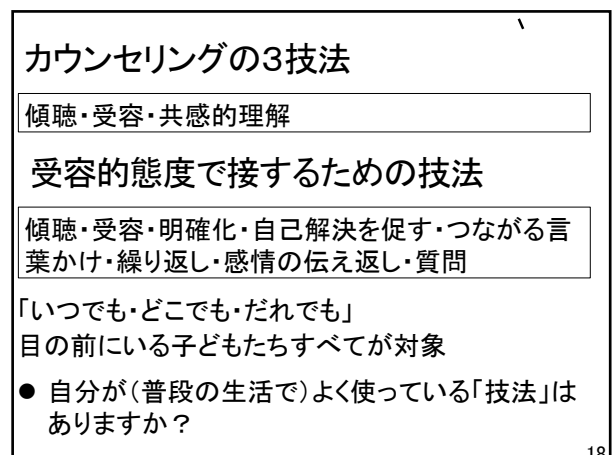 カウンセリングの3技法
傾聴・受容・共感的理解
受容的態度で接するための技法
傾聴・受容・明確化・自己解決を促す・つながる言
葉かけ・繰り返し・感情の伝え返し・質問
「いつでも・どこでも・だれでも」
目の前にいる子どもたちすべてが対象
● 自分が（普段の生活で）よく使っている「技法」は
ありますか？
18